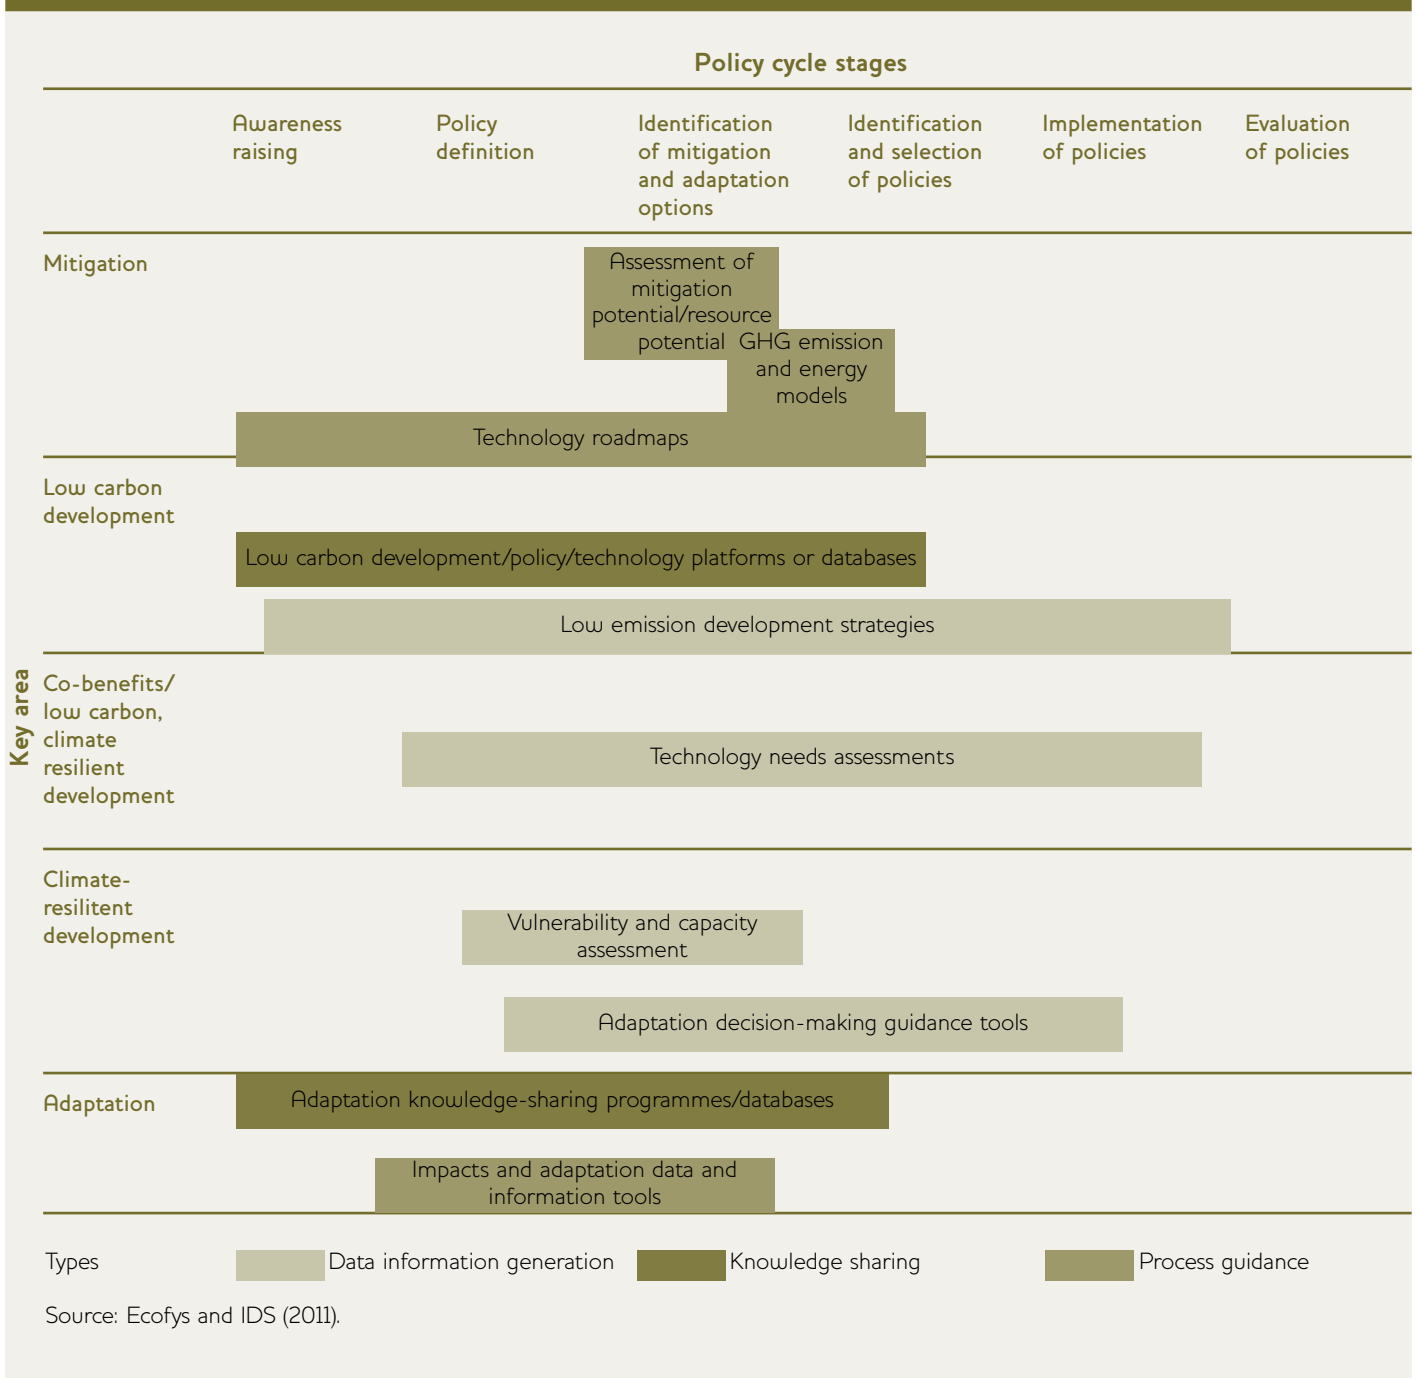 Policy cycle stages
Awareness
raising
Policy
definition
Identification
of mitigation
and adaptation
options
Identification
and selection
of policies
Implementation
of policies
Evaluation
of policies
Key area
Mitigation
Assessment of
mitigation
potential/resource
potential
GHG emission
and energy
models
Technology roadmaps
Low carbon
development
Low carbon development/policy/technology platforms or databases
Low emission development strategies
Co-benefits/
low carbon,
climate
resilient
development
Technology needs assessments
Climate-
resilitent
development
Vulnerability and capacity
assessment
Adaptation decision-making guidance tools
Adaptation
Adaptation knowledge-sharing programmes/databases
Impacts and adaptation data and
information tools
Types
Data information generation
Knowledge sharing
Process guidance
Source: Ecofys and IDS (2011).